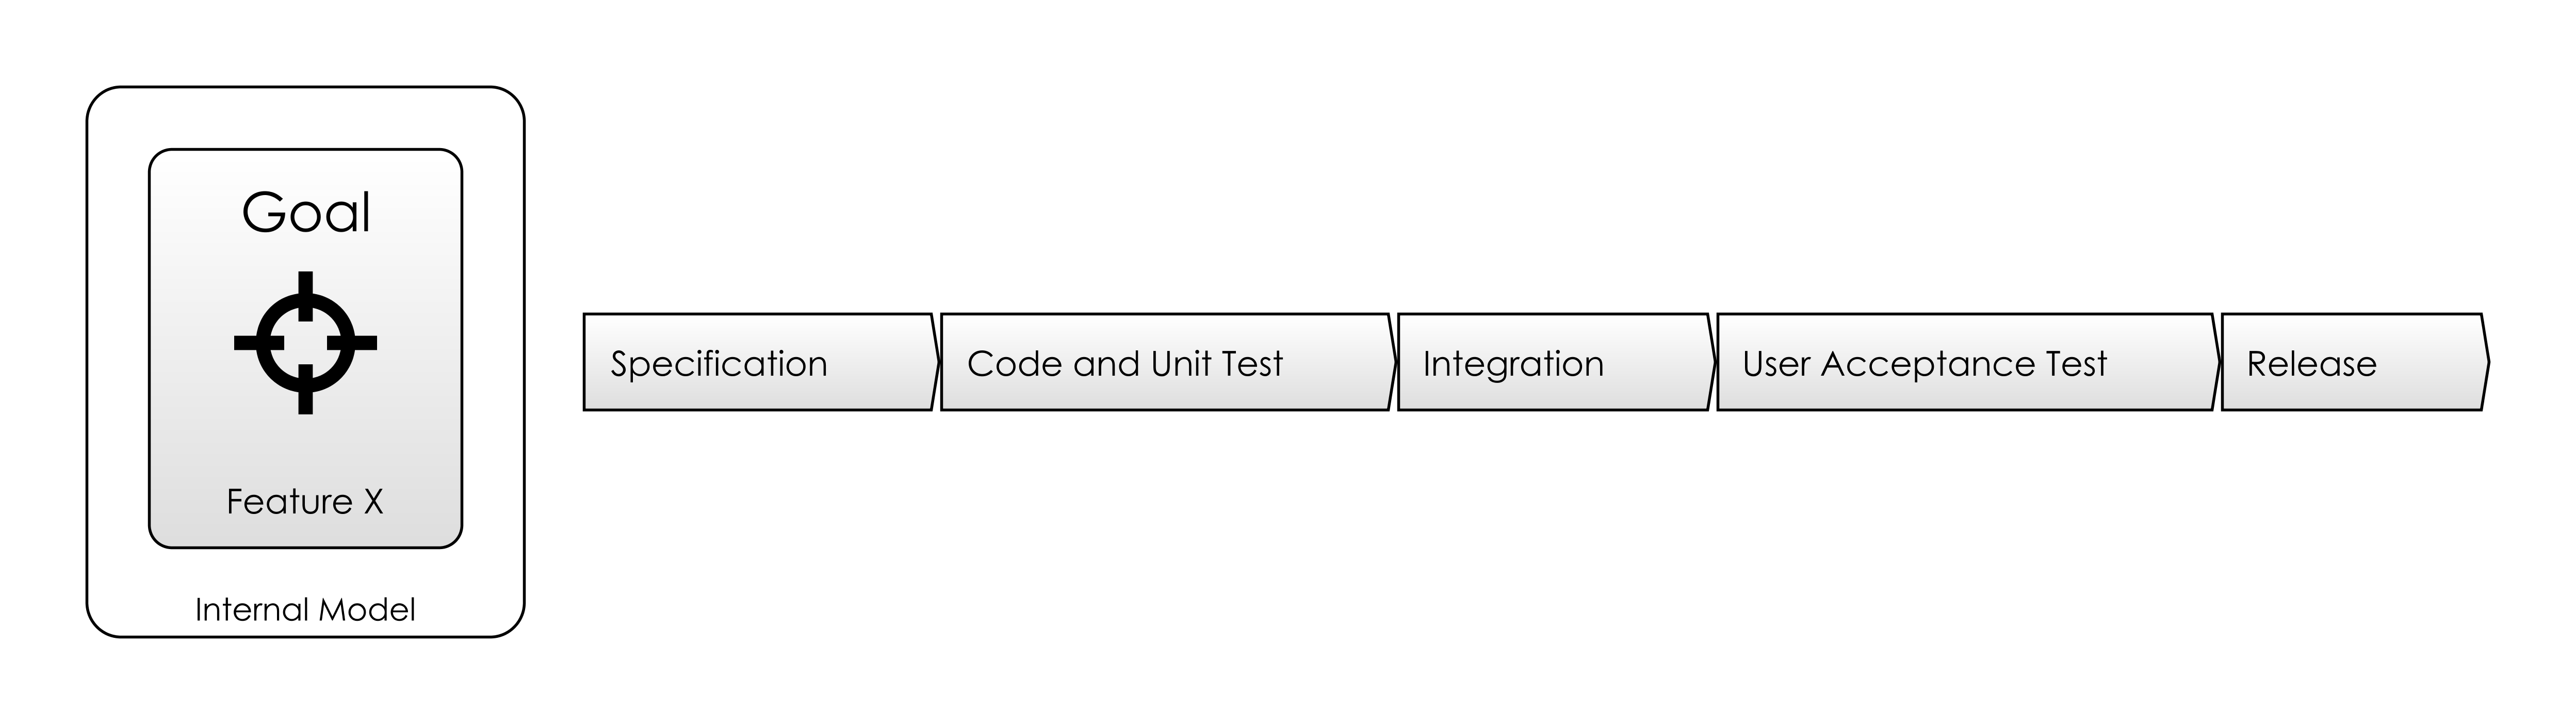 Goal
Feature X
Internal Model
Specification
Code and Unit Test
Integration
User Acceptance Test
Release